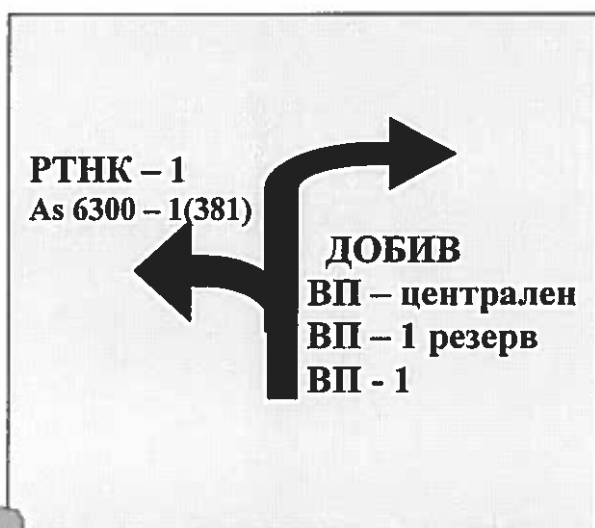 РТНК – 1
As 6300 – 1(381)
ДОБИВ
ВП – централен
ВП – 1 резерв
ВП - 1